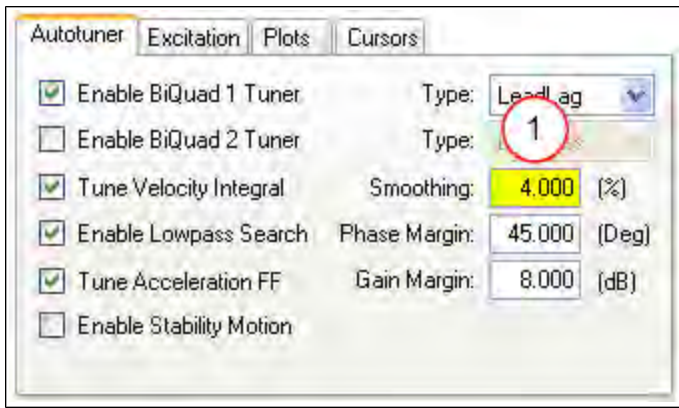 Autotuner Excitation Plots Cursors
Enable BiQuad 1 Tuner Type: LeadLag
1
Enable BiQuad 2 Tuner Type:
Tune Velocity Integral Smoothing: 4.000 (%)
Enable Lowpass Search Phase Margin: 45.000 (Deg)
Tune Acceleration FF Gain Margin: 8.000 (dB)
Enable Stability Motion